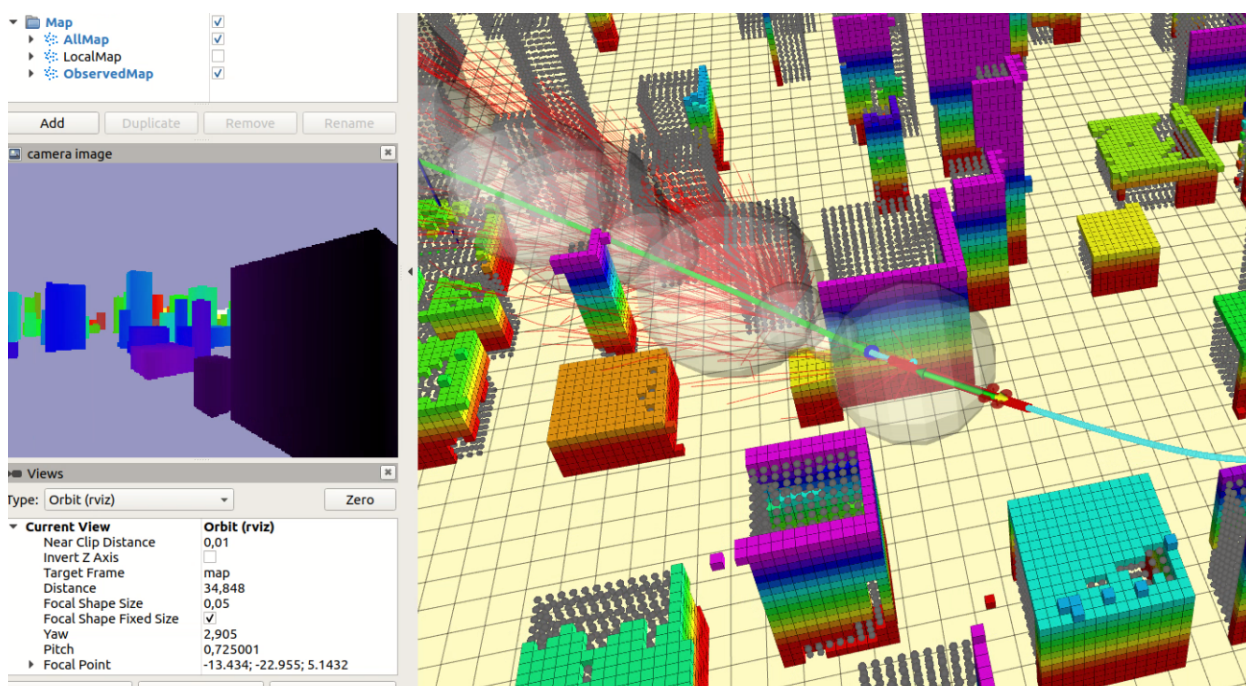 Map
AllMap
LocalMap
ObservedMap
Add Duplicate Remove Rename
camera image
Views
Type: Orbit (rviz) Zero
Current View Orbit (rviz)
Near Clip Distance 0,01
Invert Z Axis
Target Frame map
Distance 34,848
Focal Shape Size 0,05
Focal Shape Fixed Size
Yaw 2,905
Pitch 0,725001
Focal Point -13.434; -22.955; 5.1432